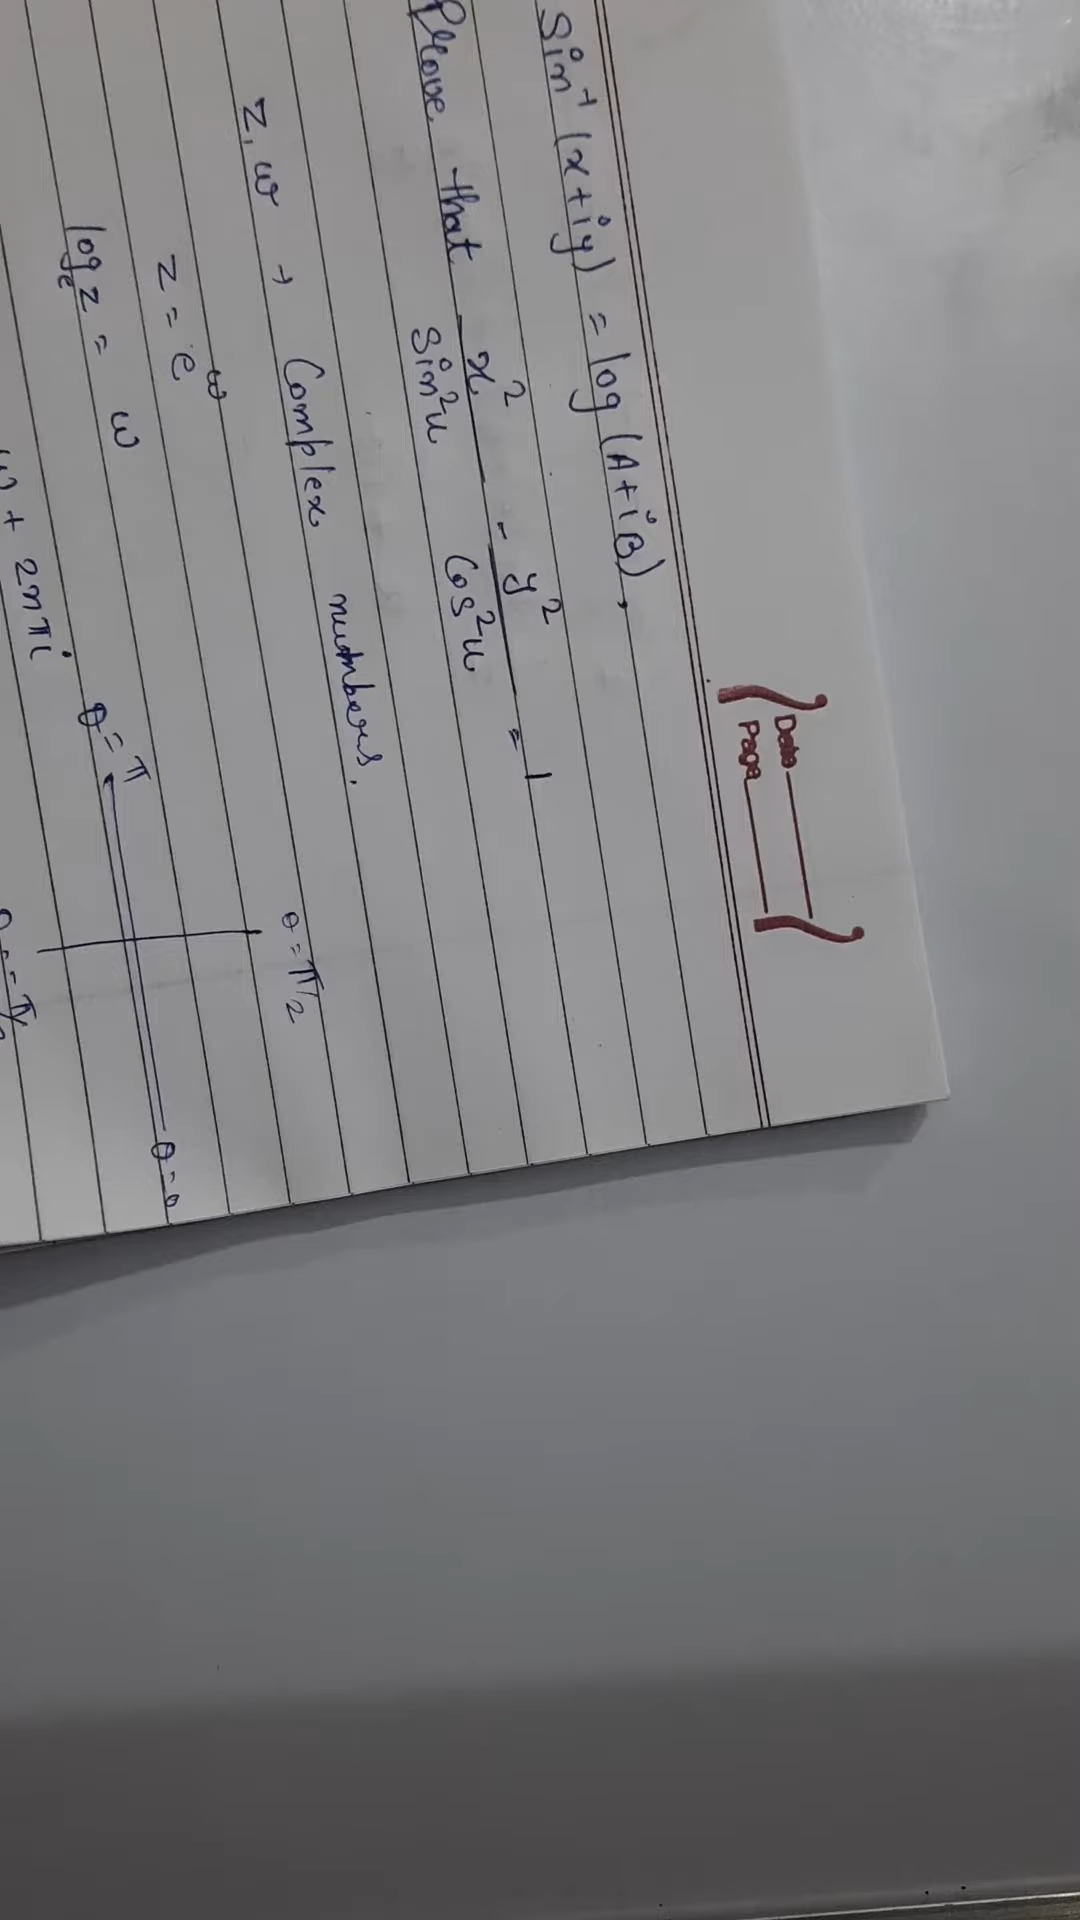 Date
Page
Sin⁻¹ (x+iy) = log (A+iB),
Prove that x²/Sin²u - y²/Cos²u = 1
z, w → Complex numbers.
z = e^w
θ = π/2
logₑ z = w
θ = π
θ = 0
+ 2nπi